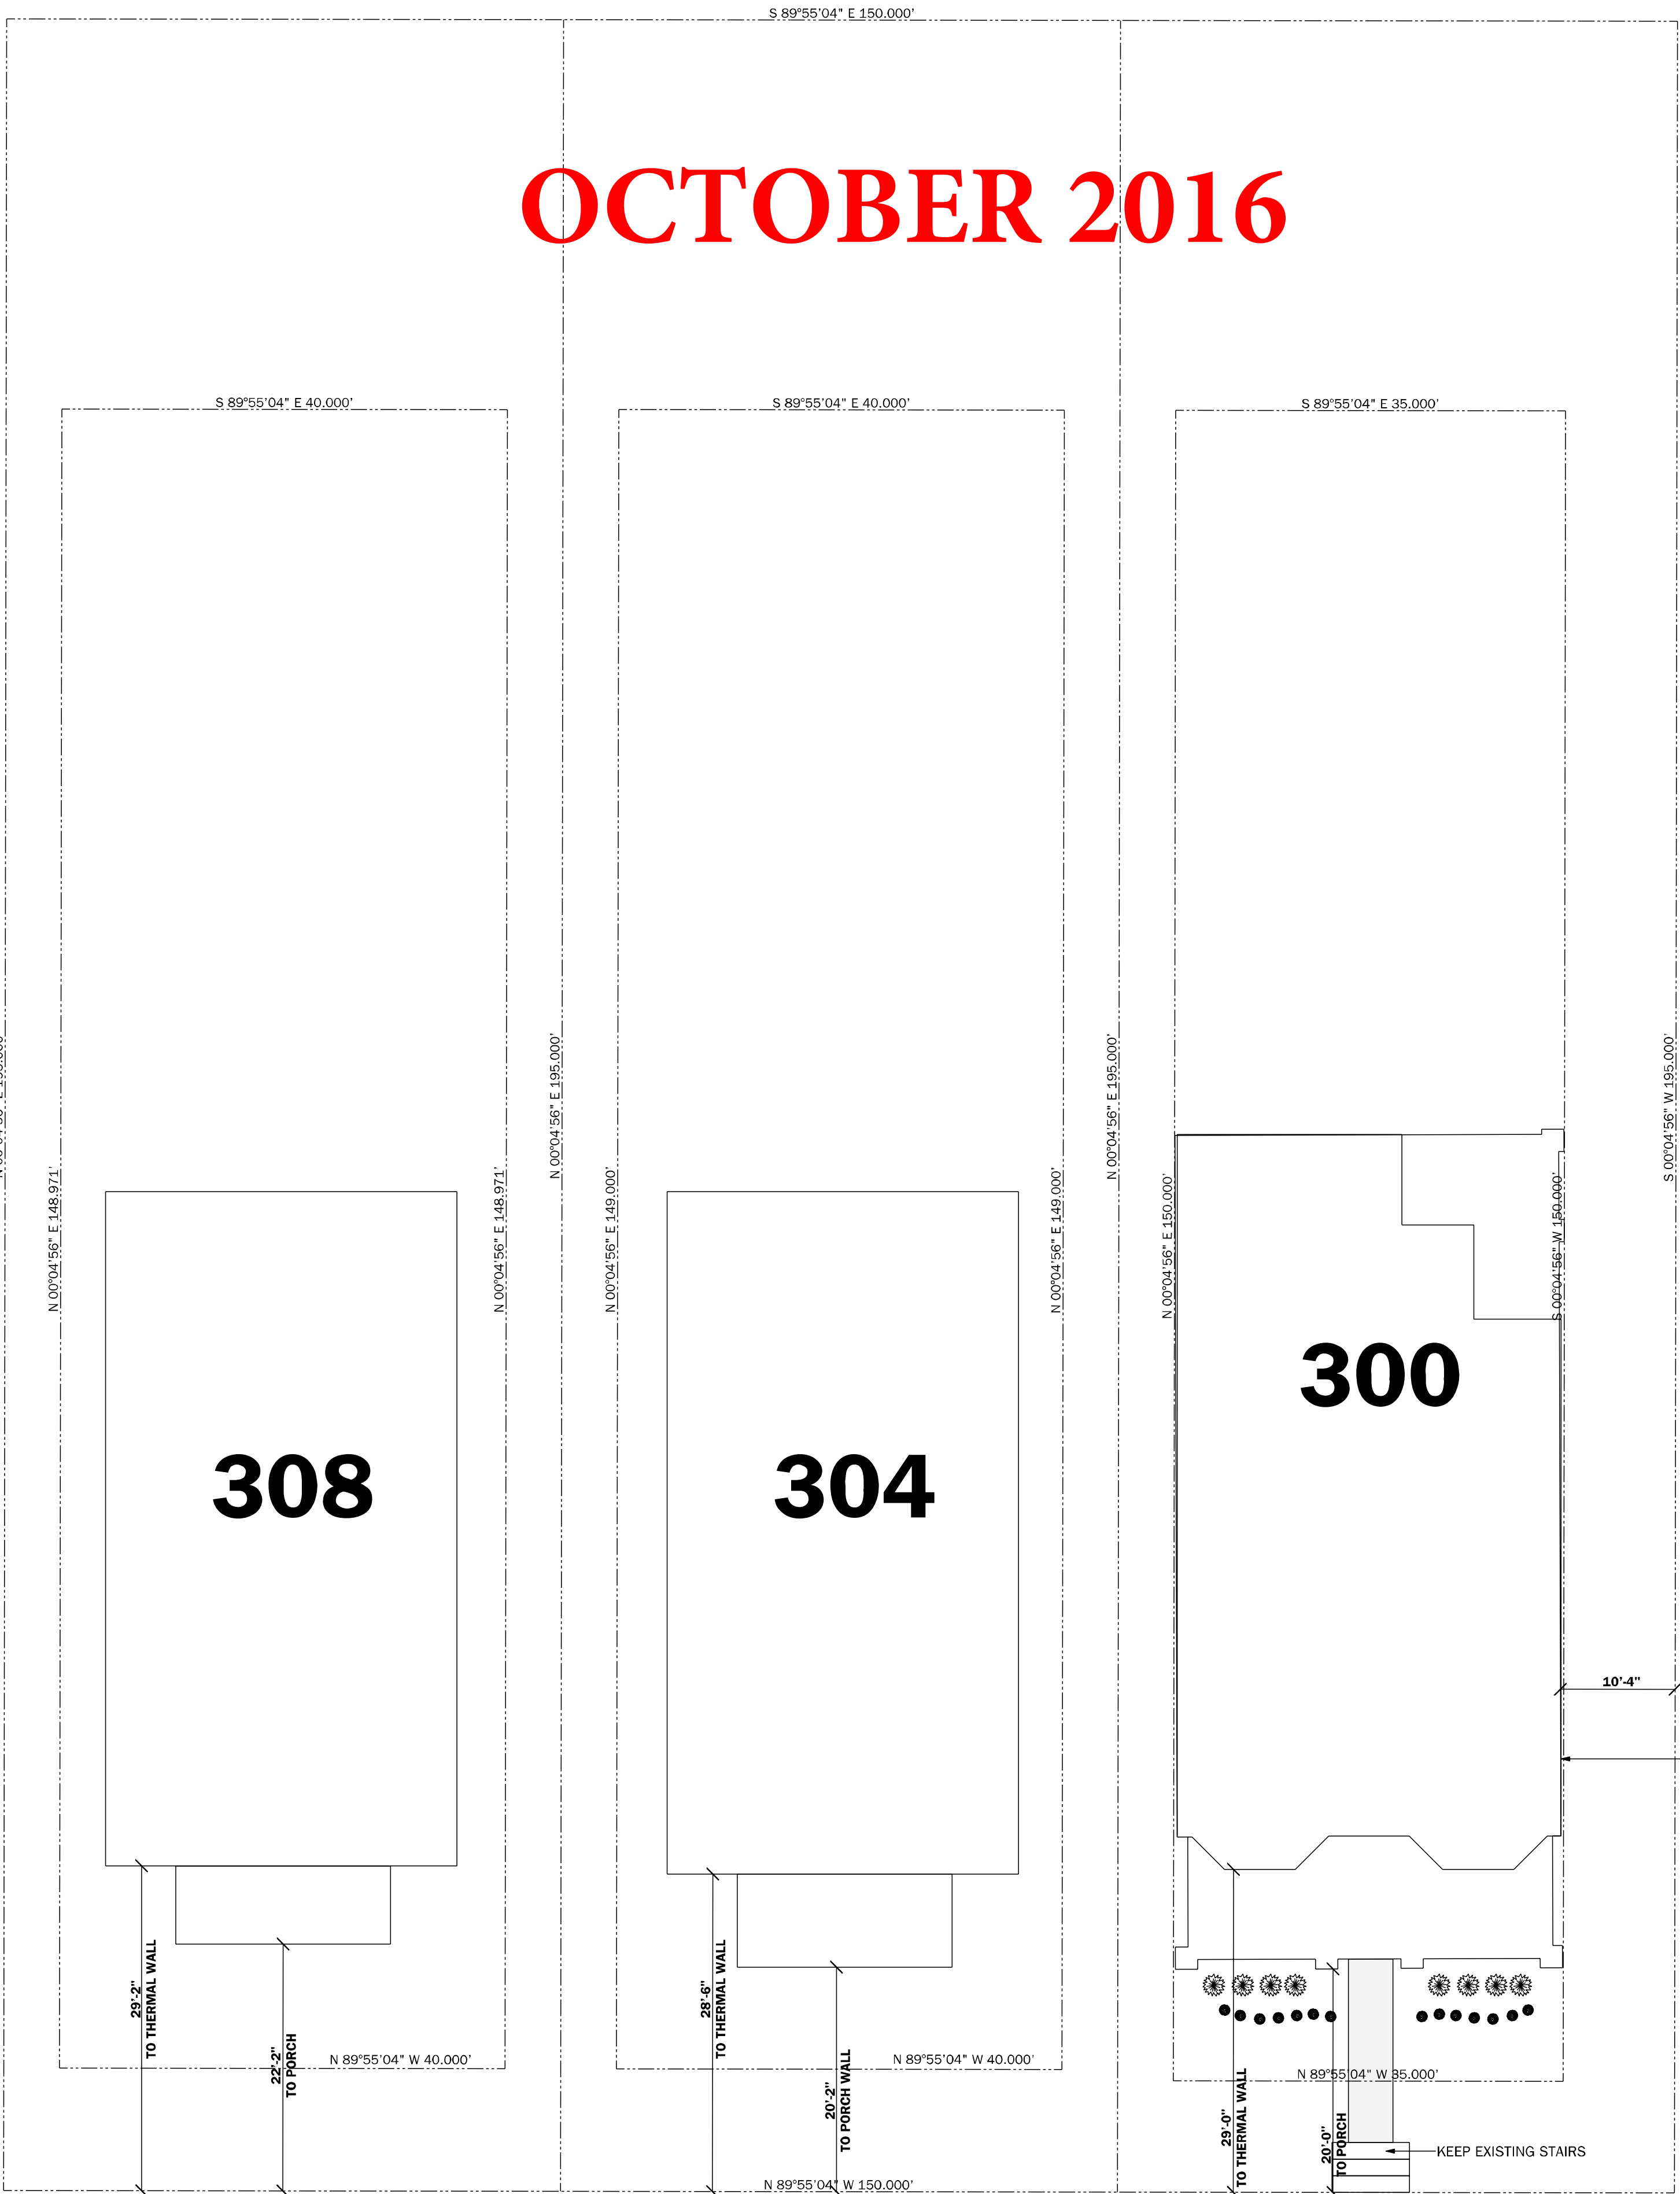 S 89°55'04" E 150.000'
OCTOBER 2016
S 89°55'04" E 40.000'
S 89°55'04" E 40.000'
S 89°55'04" E 35.000'
N 00°04'56" E 195.000'
N 00°04'56" E 195.000'
S 00°04'56" W 195.000'
N 00°04'56" E 148.971'
N 00°04'56" E 148.971'
N 00°04'56" E 149.000'
N 00°04'56" E 149.000'
N 00°04'56" E 150.000'
S 00°04'56" W 150.000'
300
308
304
10'-4"
29'-2"
TO THERMAL WALL
22'-2"
TO PORCH
N 89°55'04" W 40.000'
28'-6"
TO THERMAL WALL
20'-2"
TO PORCH WALL
N 89°55'04" W 40.000'
29'-0"
TO THERMAL WALL
20'-0"
TO PORCH
N 89°55'04" W 35.000'
KEEP EXISTING STAIRS
N 89°55'04" W 150.000'